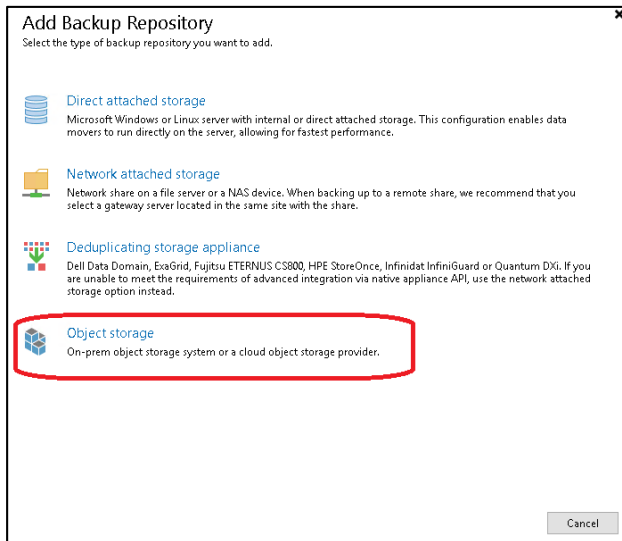 Add Backup Repository
Select the type of backup repository you want to add.
Direct attached storage
Microsoft Windows or Linux server with internal or direct attached storage. This configuration enables data
movers to run directly on the server, allowing for fastest performance.
Network attached storage
Network share on a file server or a NAS device. When backing up to a remote share, we recommend that you
select a gateway server located in the same site with the share.
Deduplicating storage appliance
Dell Data Domain, ExaGrid, Fujitsu ETERNUS CS800, HPE StoreOnce, Infinidat InfiniGuard or Quantum DXi. If you
are unable to meet the requirements of advanced integration via native appliance API, use the network attached
storage option instead.
Object storage
On-prem object storage system or a cloud object storage provider.
Cancel